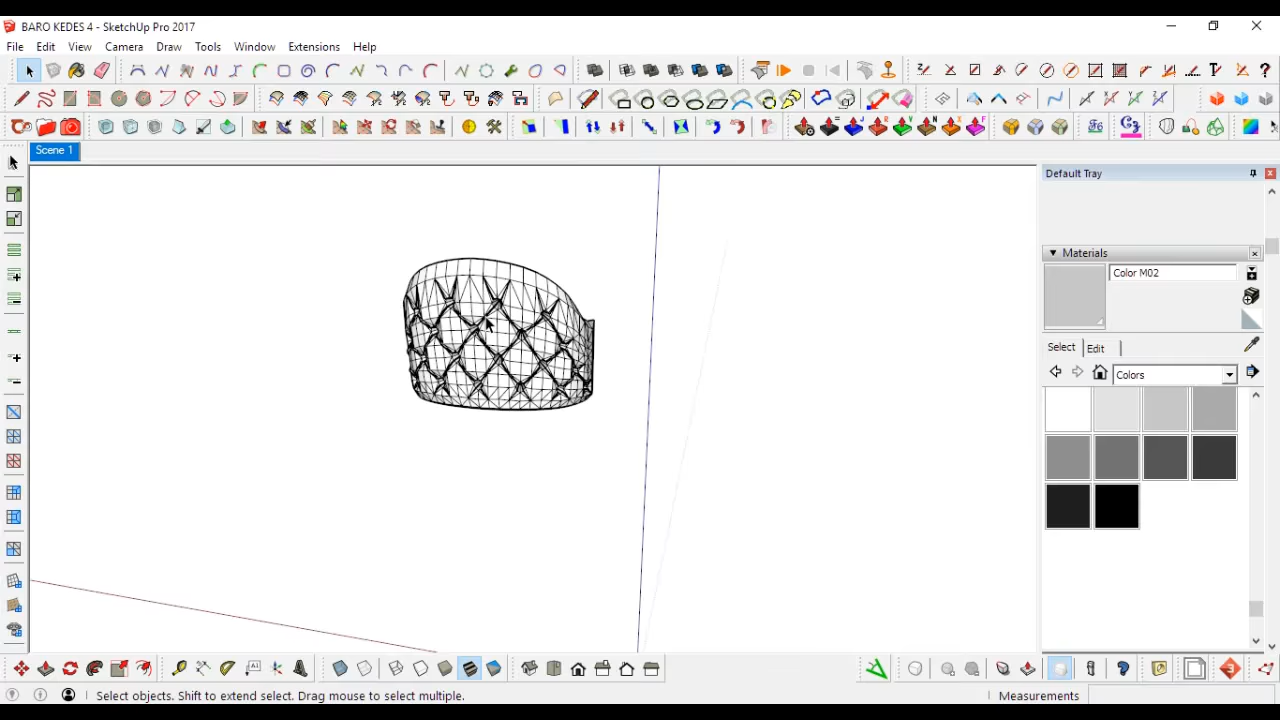 BARO KEDES 4 - SketchUp Pro 2017
File Edit View Camera Draw Tools Window Extensions Help
Scene 1
Default Tray
Materials
Color M02
Select Edit
Colors
Select objects. Shift to extend select. Drag mouse to select multiple.
Measurements